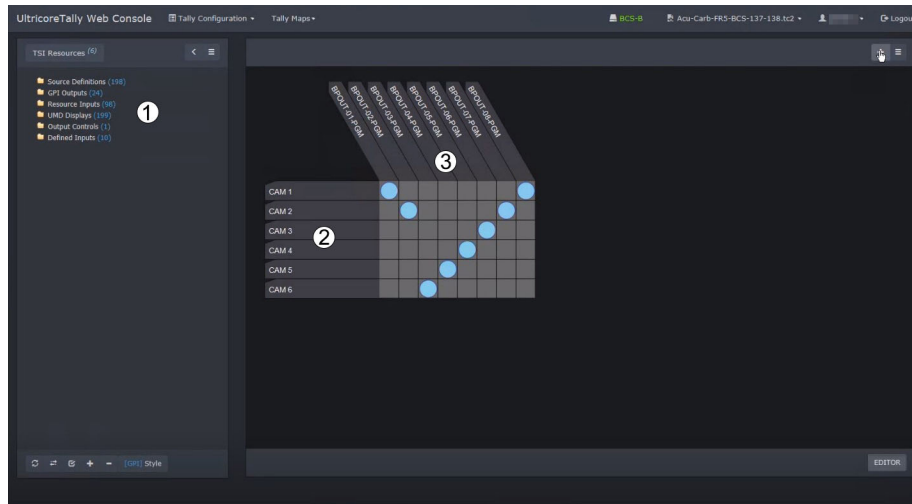 UltricoreTally Web Console
Tally Configuration
Tally Maps
BCS-B
Acu-Carb-FR5-BCS-137-138.tc2
Logou
TSI Resources (6)
Source Definitions (198)
GPI Outputs (24)
Resource Inputs (98)
UMD Displays (199)
Output Controls (1)
Defined Inputs (10)
1
BPOUT-01-PGM
BPOUT-02-PGM
BPOUT-03-PGM
BPOUT-04-PGM
BPOUT-05-PGM
BPOUT-06-PGM
BPOUT-07-PGM
BPOUT-08-PGM
3
CAM 1
CAM 2
CAM 3
2
CAM 4
CAM 5
CAM 6
[GPI] Style
EDITOR